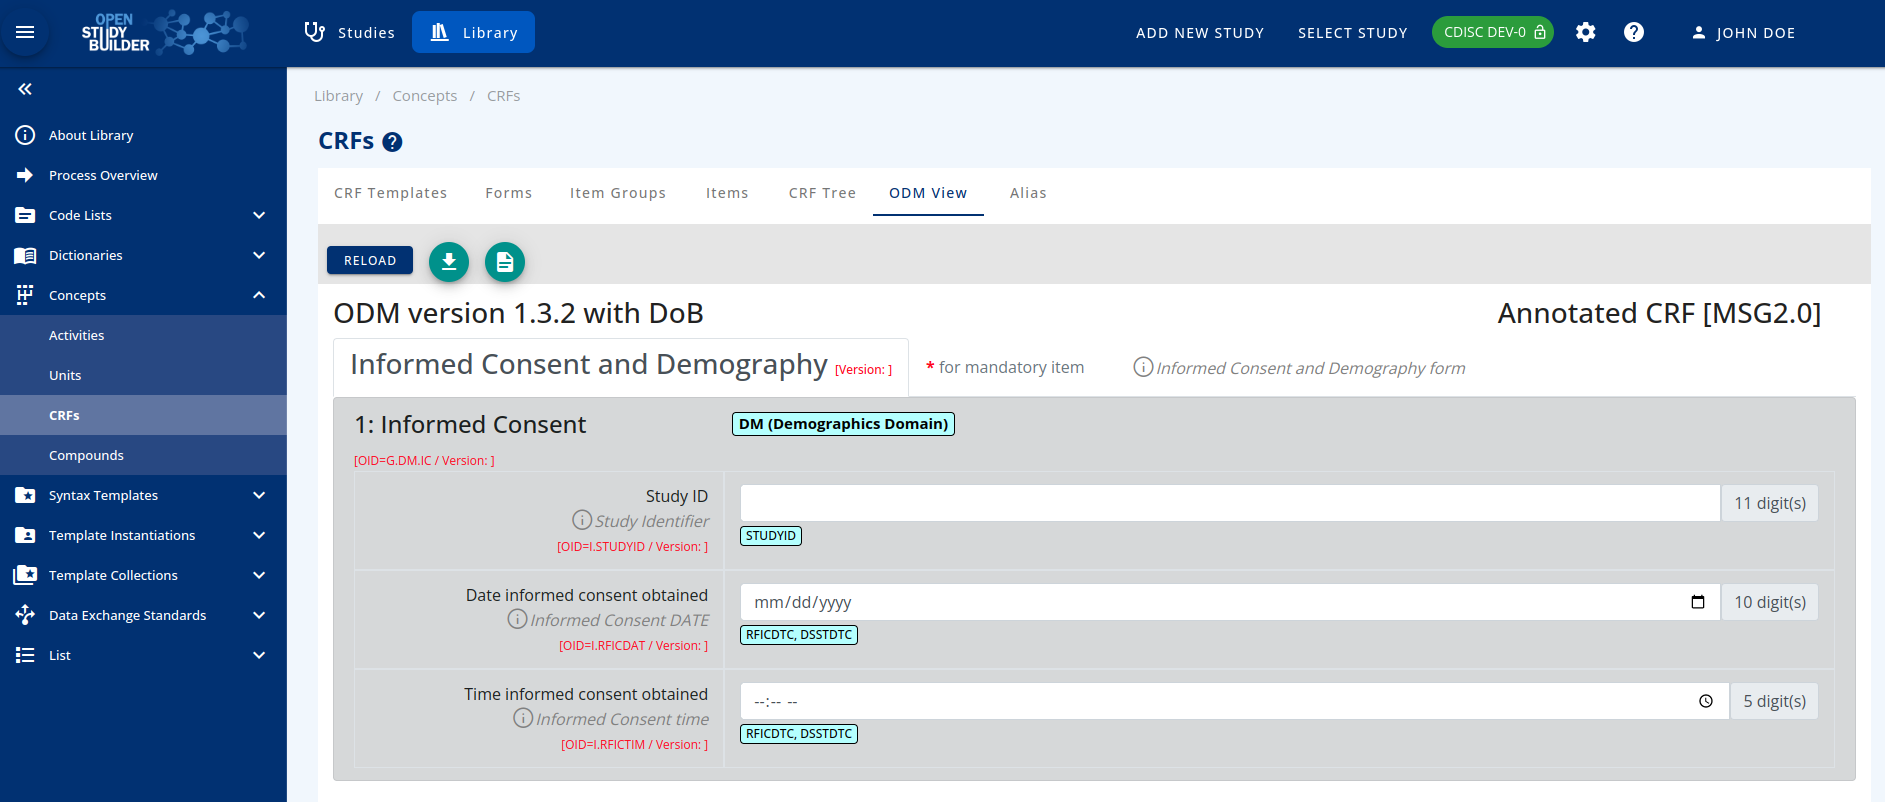 OPEN
STUDY
BUILDER
Studies
Library
ADD NEW STUDY
SELECT STUDY
CDISC DEV-0
JOHN DOE
About Library
Process Overview
Code Lists
Dictionaries
Concepts
Activities
Units
CRFs
Compounds
Syntax Templates
Template Instantiations
Template Collections
Data Exchange Standards
List
Library / Concepts / CRFs
CRFs
CRF Templates
Forms
Item Groups
Items
CRF Tree
ODM View
Alias
RELOAD
ODM version 1.3.2 with DoB
Annotated CRF [MSG2.0]
Informed Consent and Demography [Version: ]
* for mandatory item
Informed Consent and Demography form
1: Informed Consent
DM (Demographics Domain)
[OID=G.DM.IC / Version: ]
Study ID
Study Identifier
[OID=I.STUDYID / Version: ]
11 digit(s)
STUDYID
Date informed consent obtained
Informed Consent DATE
[OID=I.RFICDAT / Version: ]
mm/dd/yyyy
10 digit(s)
RFICDTC, DSSTDTC
Time informed consent obtained
Informed Consent time
[OID=I.RFICTIM / Version: ]
--:-- --
5 digit(s)
RFICDTC, DSSTDTC